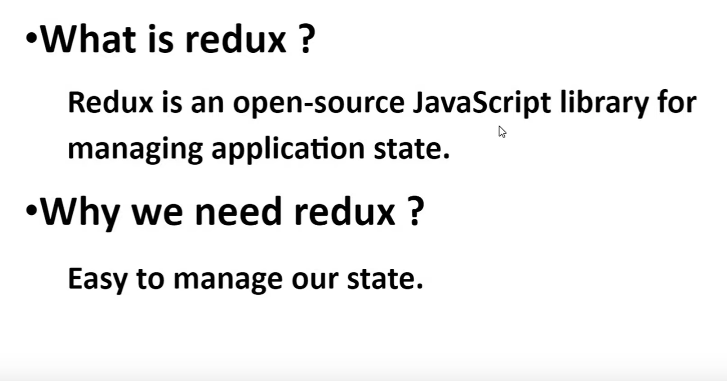 •What is redux ?
Redux is an open-source JavaScript library for
managing application state.
•Why we need redux ?
Easy to manage our state.